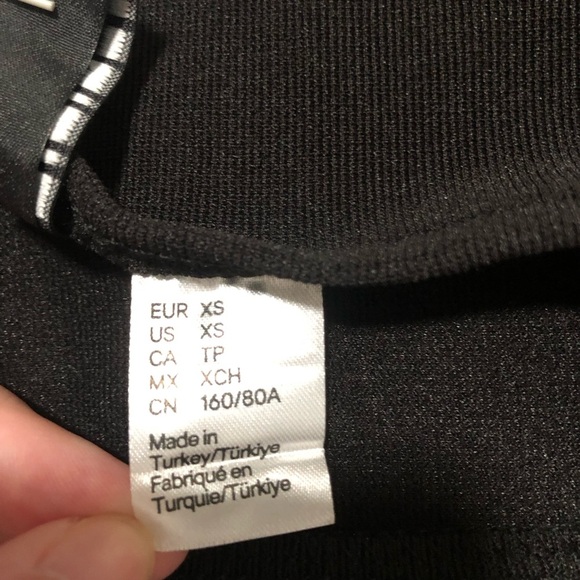 EUR XS
US XS
CA TP
MX XCH
CN 160/80A
Made in
Turkey/Türkiye
Fabriqué en
Turquie/Türkiye